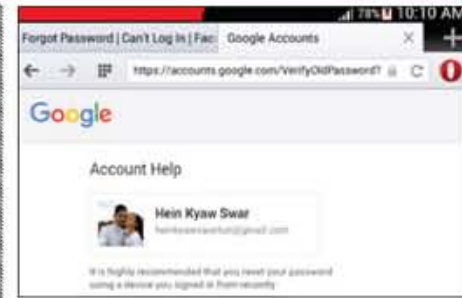 78% 10:10 AM
Forgot Password | Can't Log In | Fac Google Accounts
https://accounts.google.com/VerifyOldPassword?
Google
Account Help
Hein Kyaw Swar
It is highly recommended that you reset your password
using a device you signed in from recently